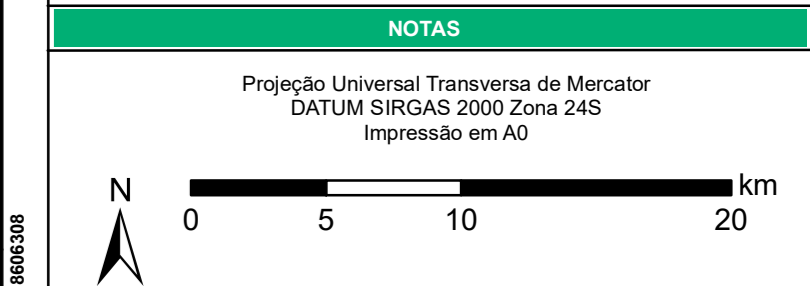 NOTAS
Projeção Universal Transversa de Mercator
DATUM SIRGAS 2000 Zona 24S
Impressão em A0
N
km
0 5 10 20
8606308